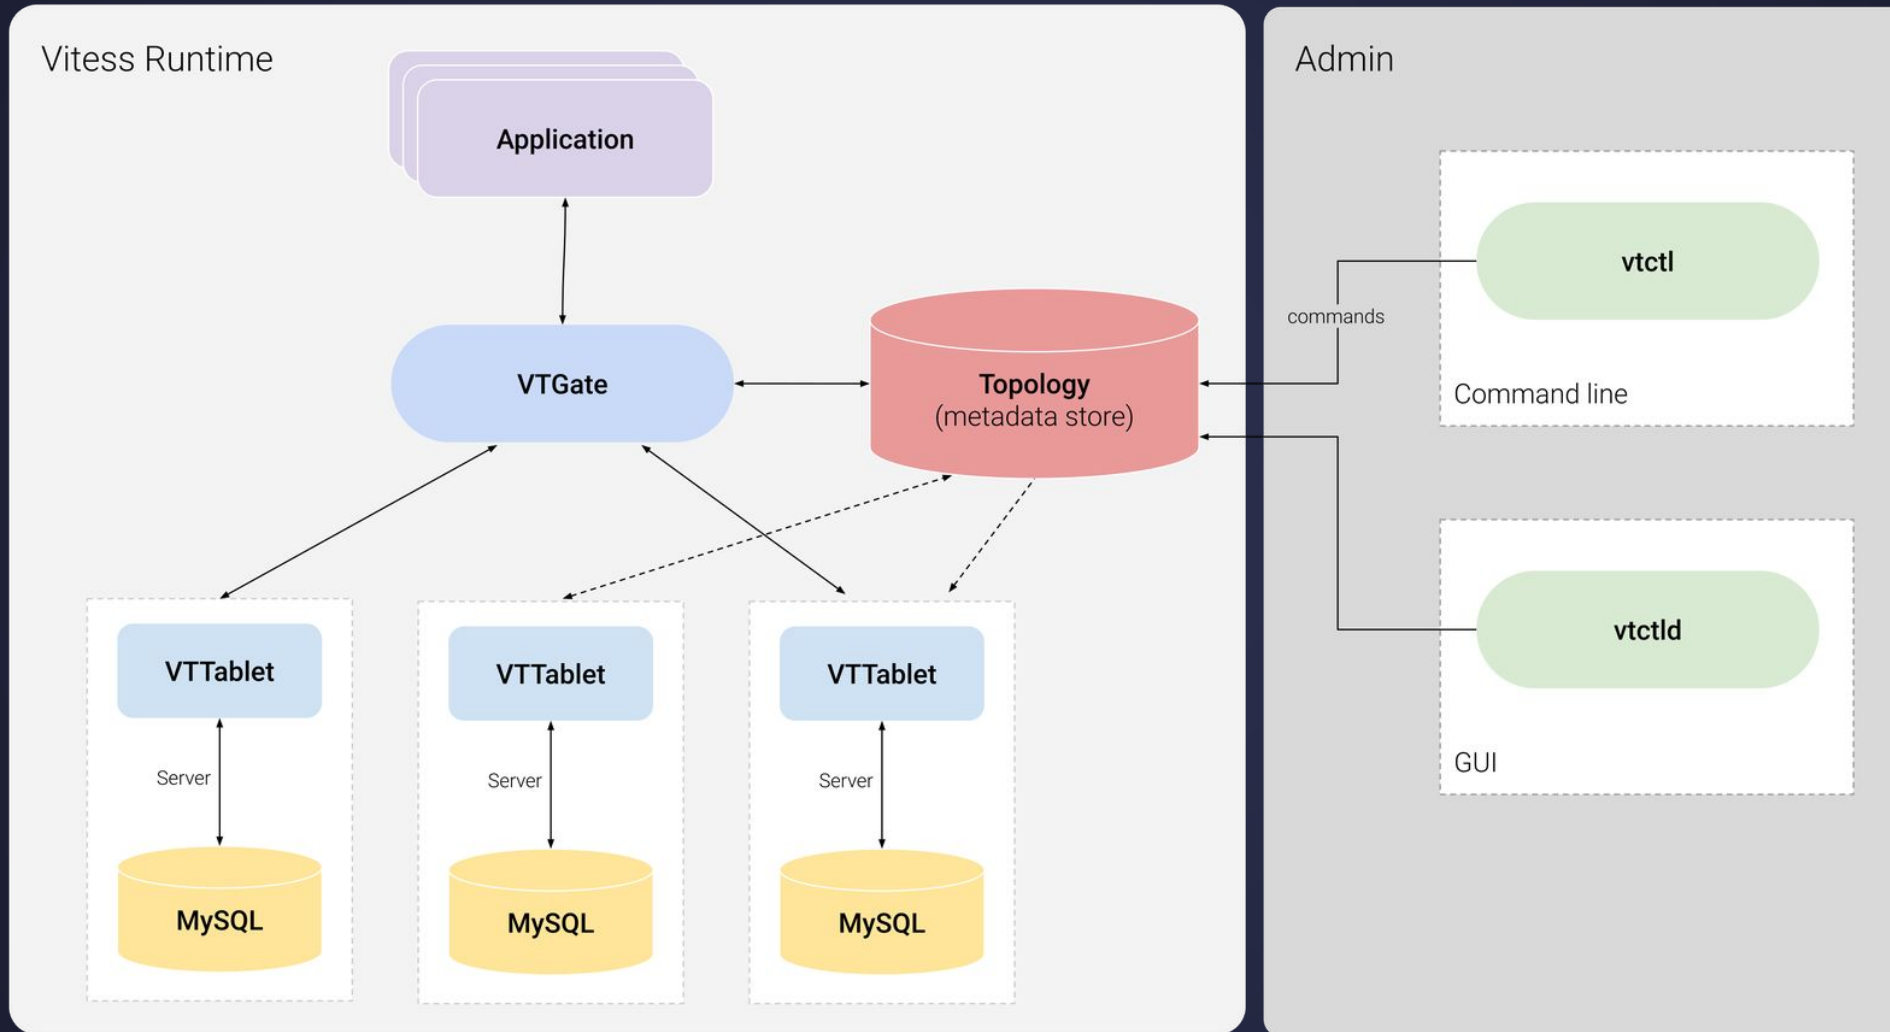 Vitess Runtime
Admin
Application
vtctl
commands
VTGate
Topology
(metadata store)
Command line
vtctld
VTTablet
VTTablet
VTTablet
GUI
Server
Server
Server
MySQL
MySQL
MySQL